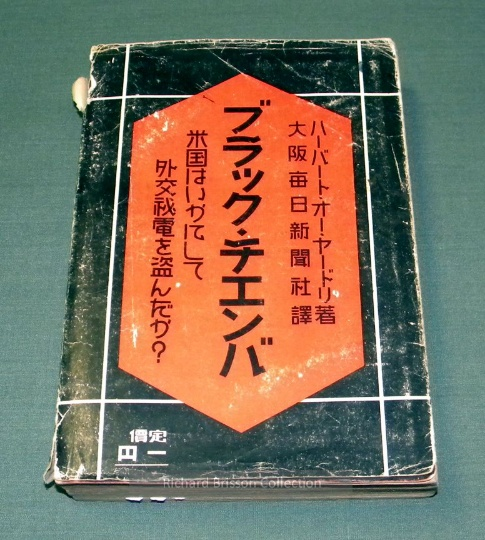 ハーバート・オー・ヤードリ著
大阪毎日新聞社譯
ブラック・チエンバ
米国はいかにして
外交祕電を盗んだか?
定價
一円
Richard Brisson Collection